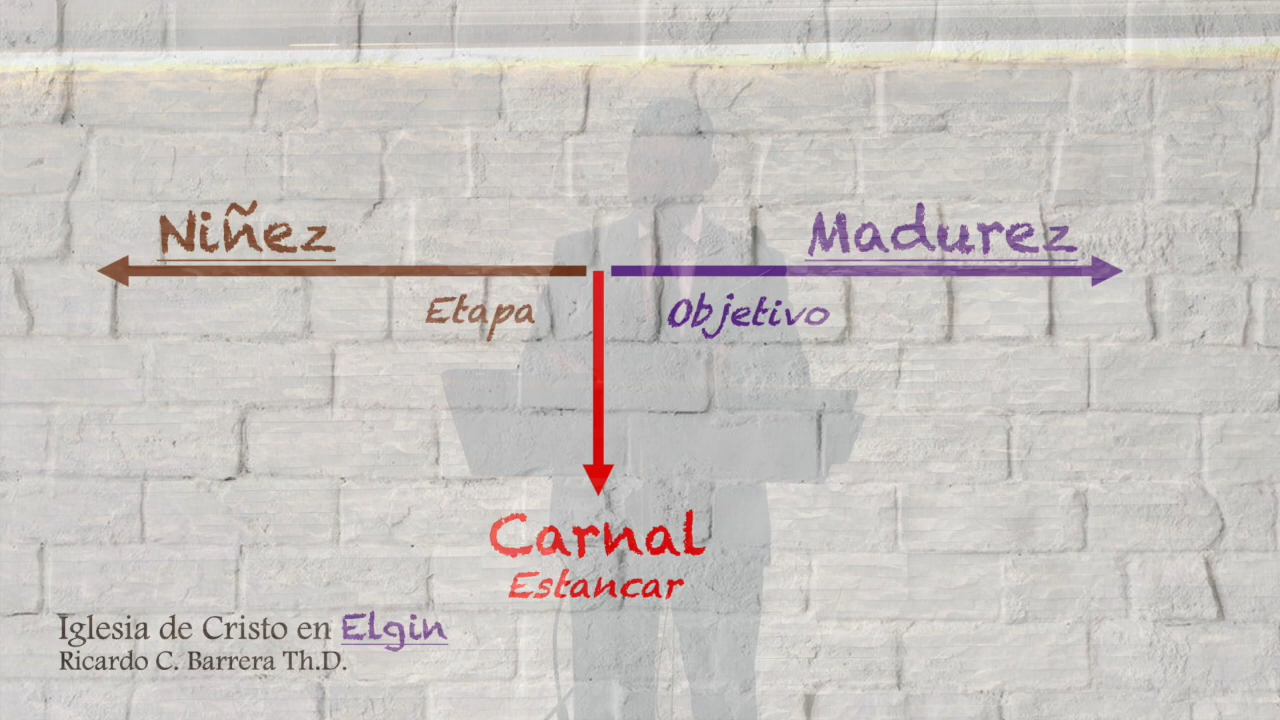 Niñez
Madurez
Etapa
Objetivo
Carnal
Estancar
Iglesia de Cristo en Elgin
Ricardo C. Barrera Th.D.